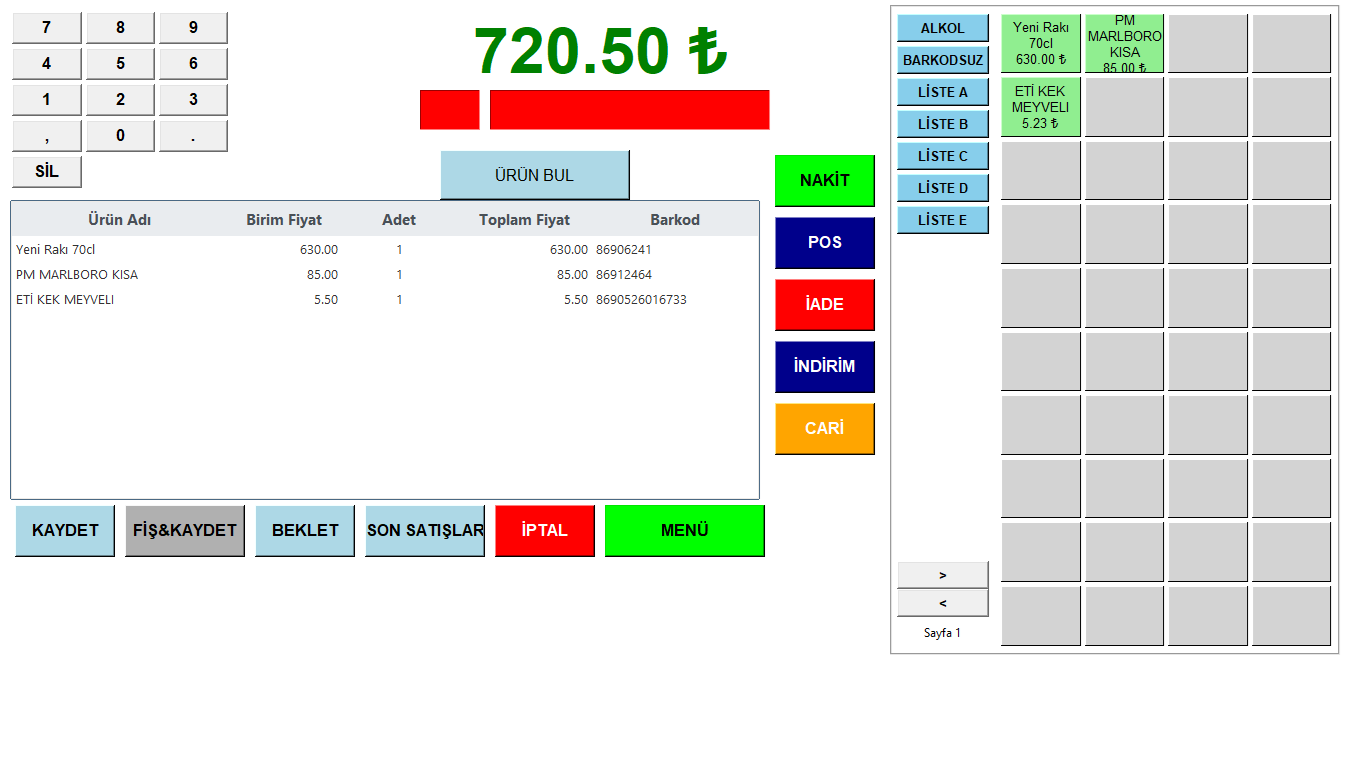 7 8 9
4 5 6
1 2 3
, 0 .
SİL
720.50 ₺
ÜRÜN BUL
Ürün Adı Birim Fiyat Adet Toplam Fiyat Barkod
Yeni Rakı 70cl 630.00 1 630.00 86906241
PM MARLBORO KISA 85.00 1 85.00 86912464
ETİ KEK MEYVELI 5.50 1 5.50 8690526016733
NAKİT
POS
İADE
İNDİRİM
CARİ
KAYDET FİŞ&KAYDET BEKLET SON SATIŞLAR İPTAL MENÜ
ALKOL
BARKODSUZ
LİSTE A
LİSTE B
LİSTE C
LİSTE D
LİSTE E
>
<
Sayfa 1
Yeni Rakı
70cl
630.00 ₺
PM
MARLBORO
KISA
85.00 ₺
ETİ KEK
MEYVELI
5.23 ₺